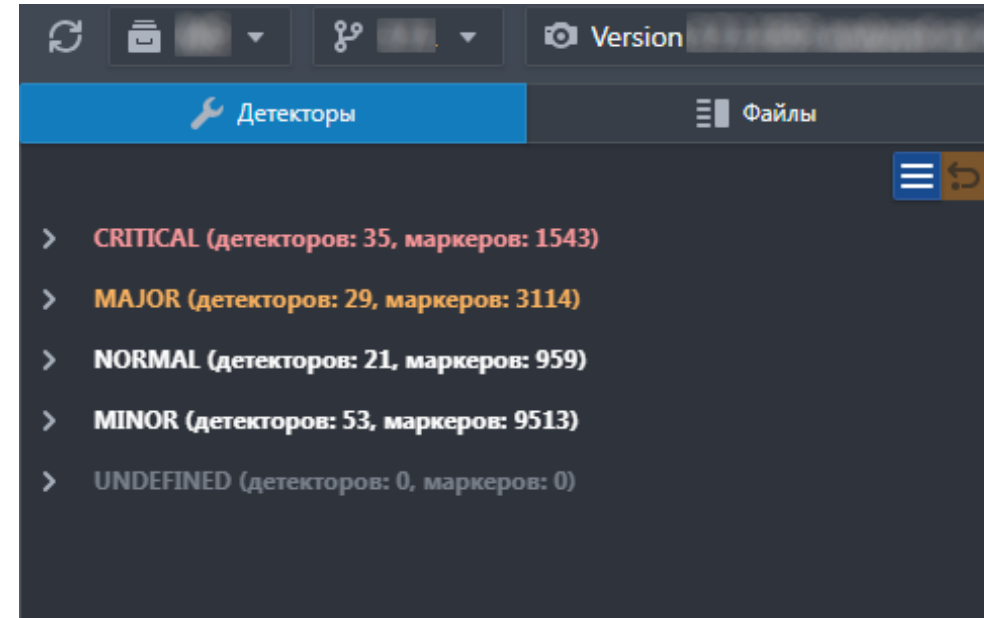 Version
Детекторы
Файлы
CRITICAL (детекторов: 35, маркеров: 1543)
MAJOR (детекторов: 29, маркеров: 3114)
NORMAL (детекторов: 21, маркеров: 959)
MINOR (детекторов: 53, маркеров: 9513)
UNDEFINED (детекторов: 0, маркеров: 0)